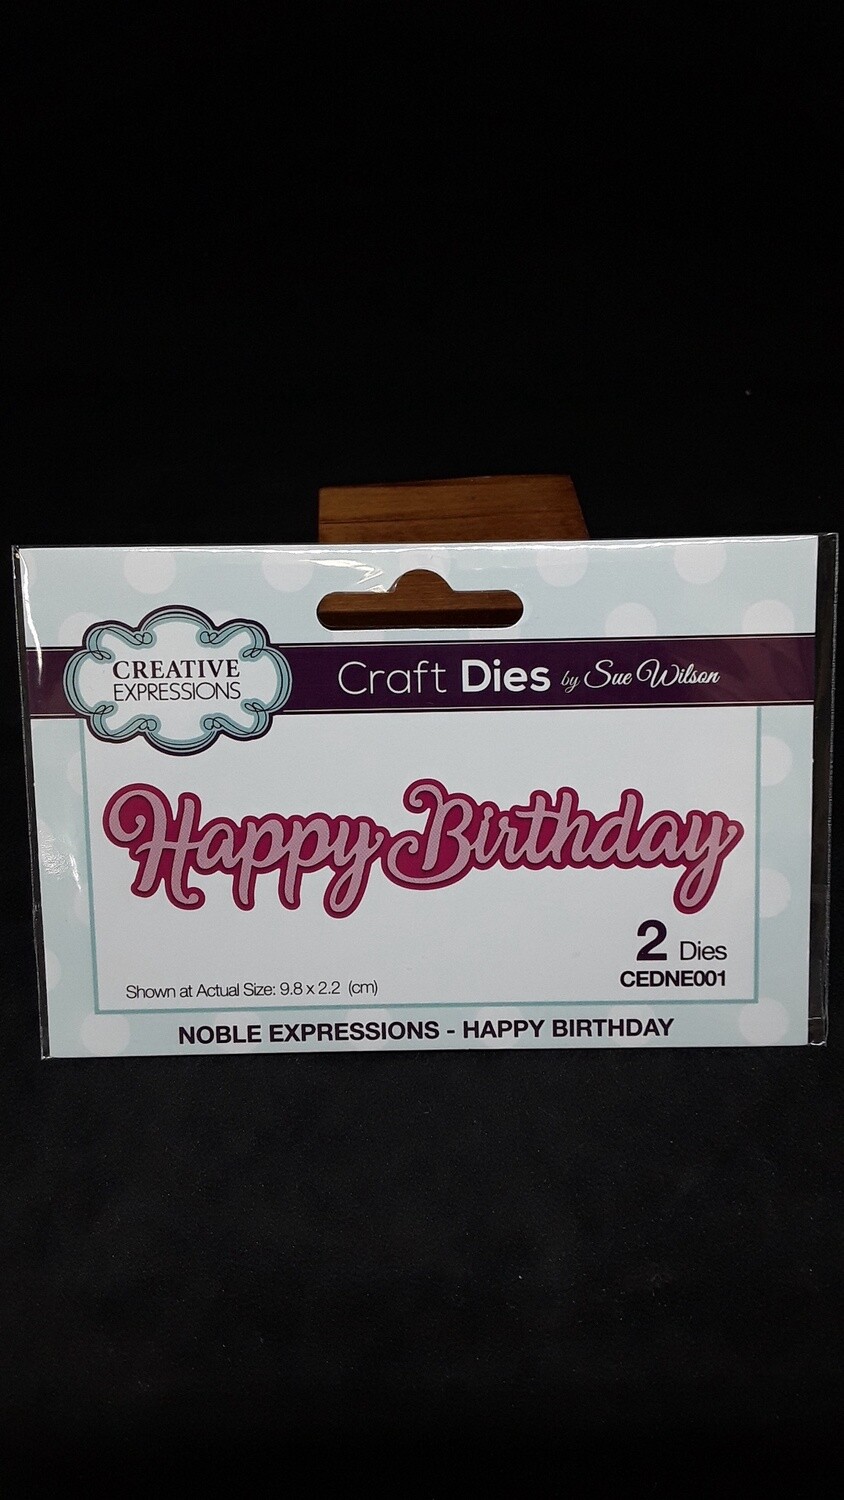 CREATIVE
EXPRESSIONS
Craft Dies by Sue Wilson
Happy Birthday
2 Dies
CEDNE001
Shown at Actual Size: 9.8 x 2.2 (cm)
NOBLE EXPRESSIONS - HAPPY BIRTHDAY